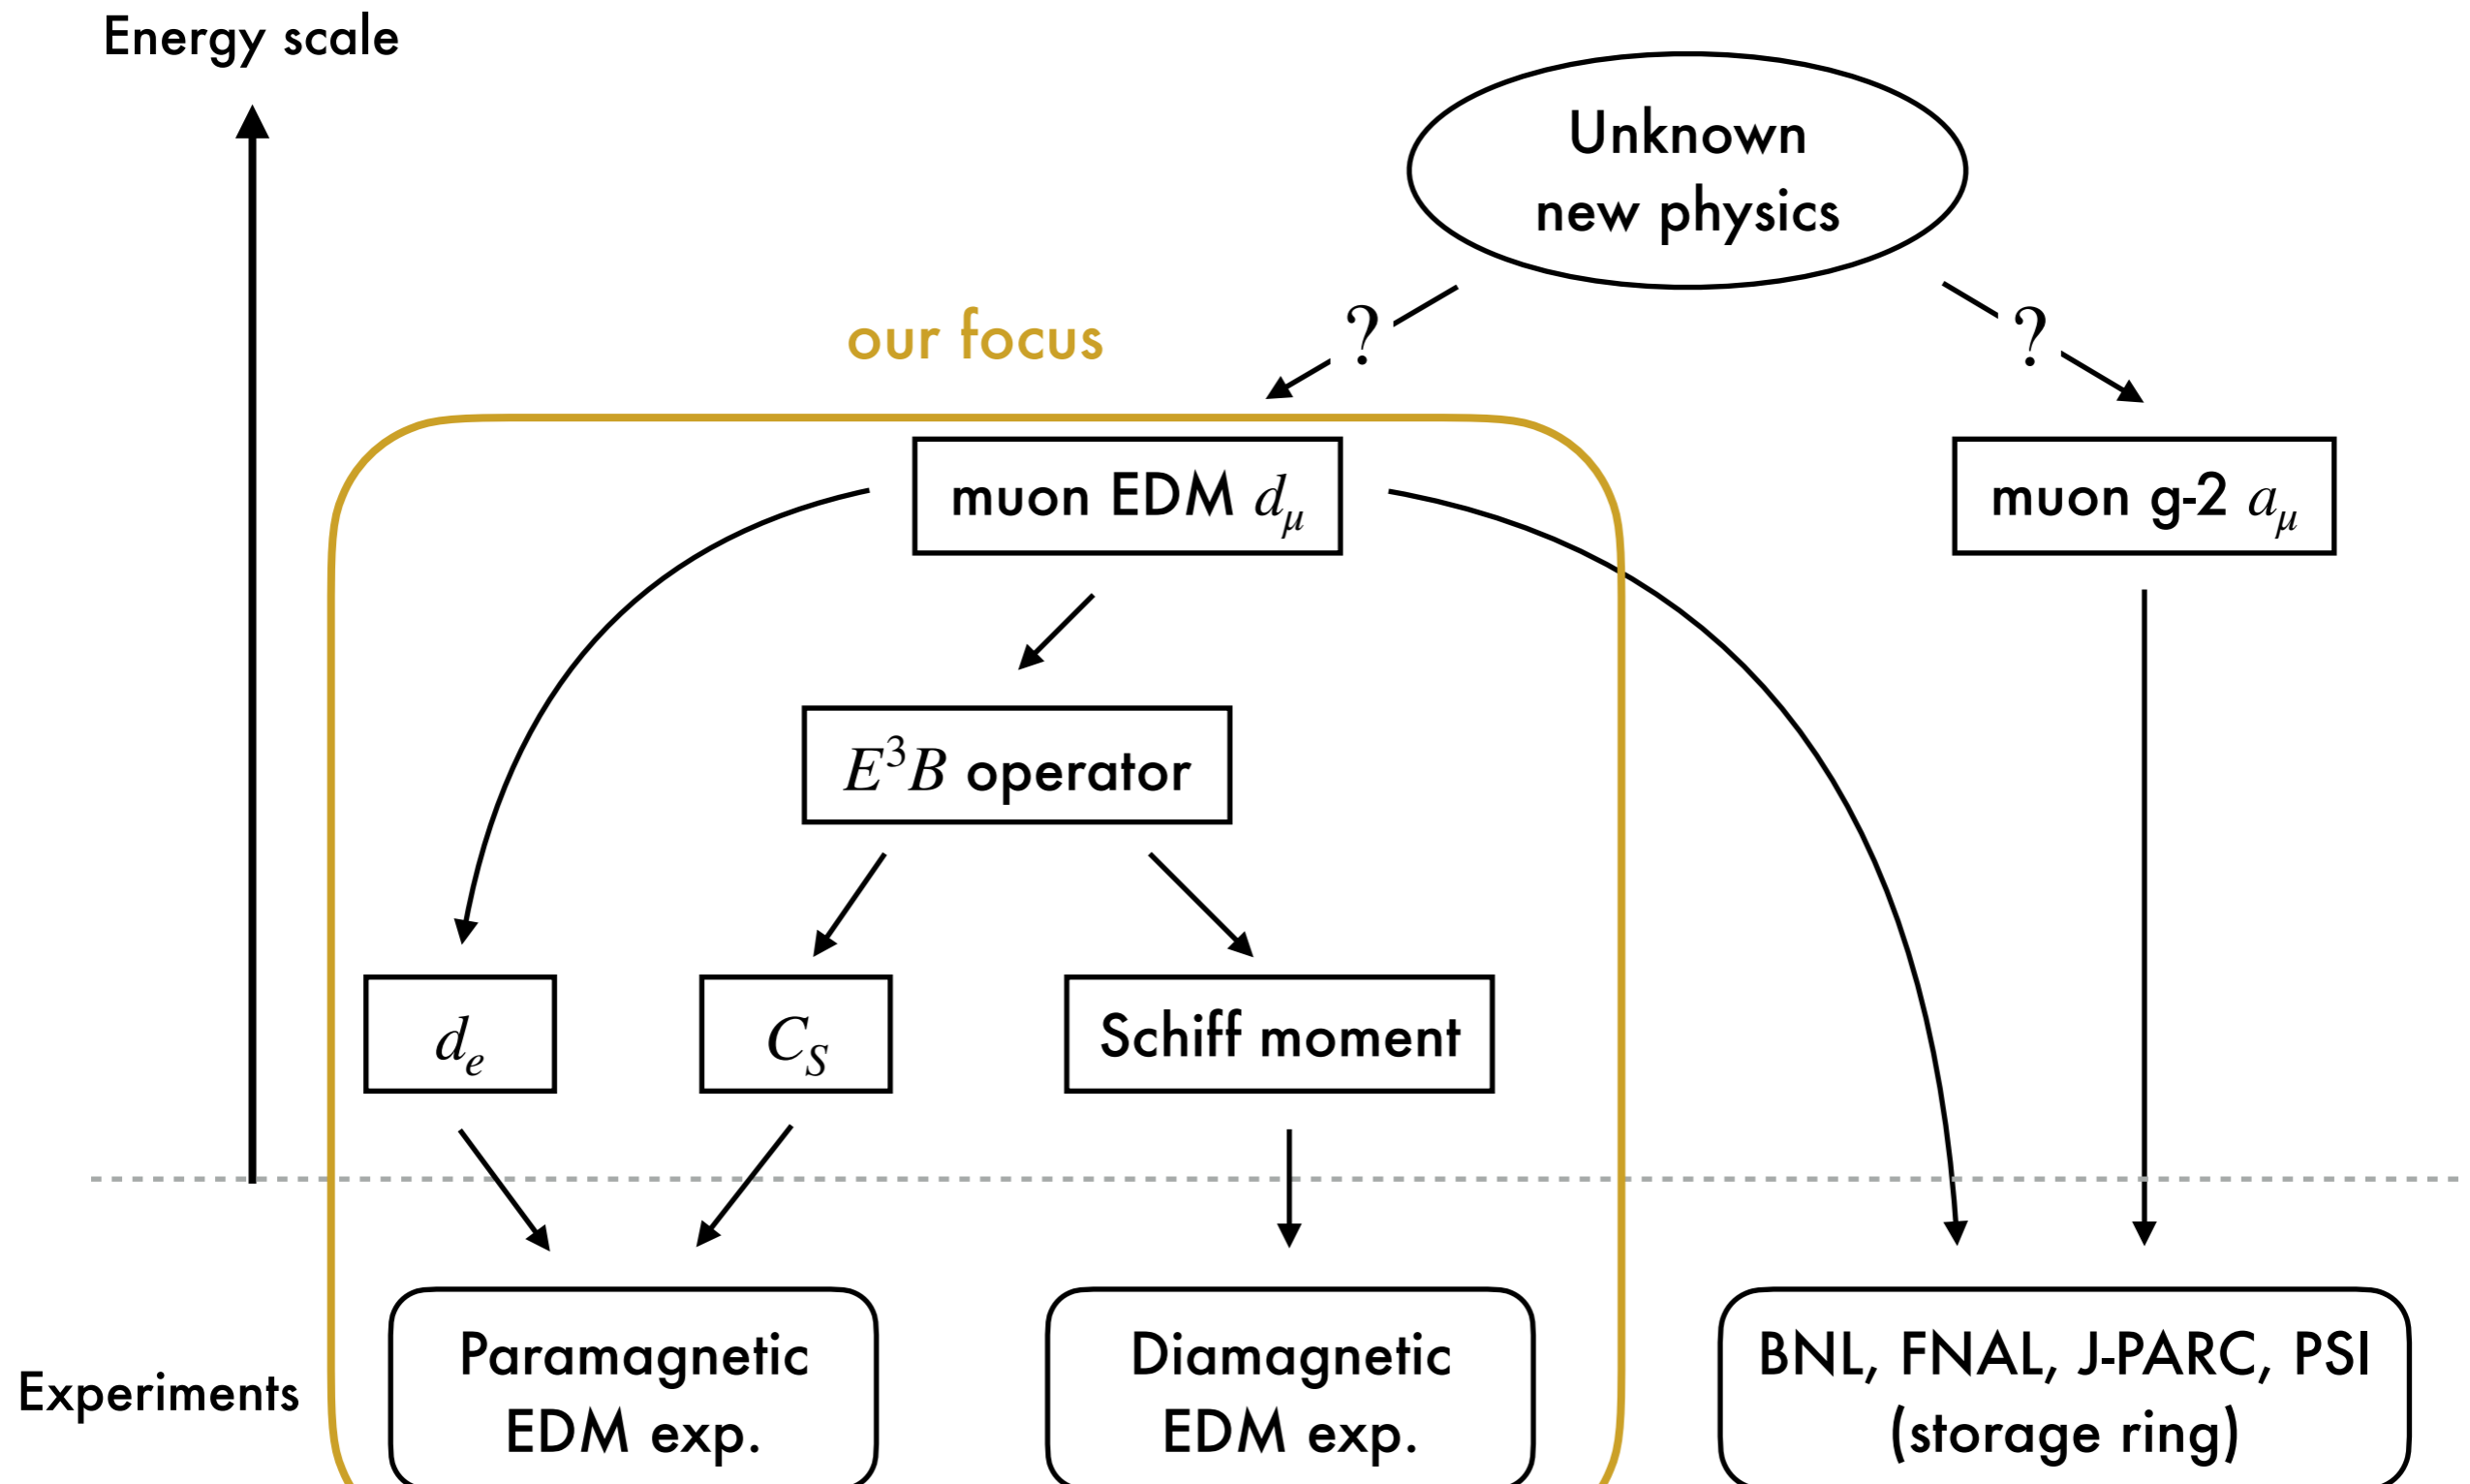 Energy scale
Unknown
new physics
?
?
our focus
muon EDM dμ
muon g-2 aμ
E³B operator
de
CS
Schiff moment
Experiments
Paramagnetic
EDM exp.
Diamagnetic
EDM exp.
BNL, FNAL, J-PARC, PSI
(storage ring)